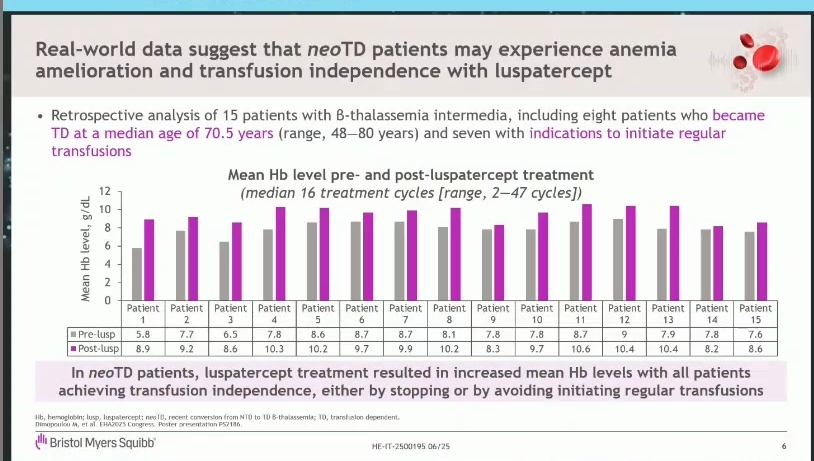 Real-world data suggest that neoTD patients may experience anemia
amelioration and transfusion independence with luspatercept
• Retrospective analysis of 15 patients with β-thalassemia intermedia, including eight patients who became
TD at a median age of 70.5 years (range, 48—80 years) and seven with indications to initiate regular
transfusions
Mean Hb level pre- and post-luspatercept treatment
(median 16 treatment cycles [range, 2—47 cycles])
Mean Hb level, g/dL
12
10
8
6
4
2
0
Patient 1 Patient 2 Patient 3 Patient 4 Patient 5 Patient 6 Patient 7 Patient 8 Patient 9 Patient 10 Patient 11 Patient 12 Patient 13 Patient 14 Patient 15
Pre-lusp 5.8 7.7 6.5 7.8 8.6 8.7 8.7 8.1 7.8 7.8 8.7 9 7.9 7.8 7.6
Post-lusp 8.9 9.2 8.6 10.3 10.2 9.7 9.9 10.2 8.3 9.7 10.6 10.4 10.4 8.2 8.6
In neoTD patients, luspatercept treatment resulted in increased mean Hb levels with all patients
achieving transfusion independence, either by stopping or by avoiding initiating regular transfusions
Hb, hemoglobin; lusp, luspatercept; neoTD, recent conversion from NTD to TD β-thalassemia; TD, transfusion dependent.
Dimopoulou M, et al. EHA2025 Congress. Poster presentation PS2186.
Bristol Myers Squibb
HE-IT-2500195 06/25
6